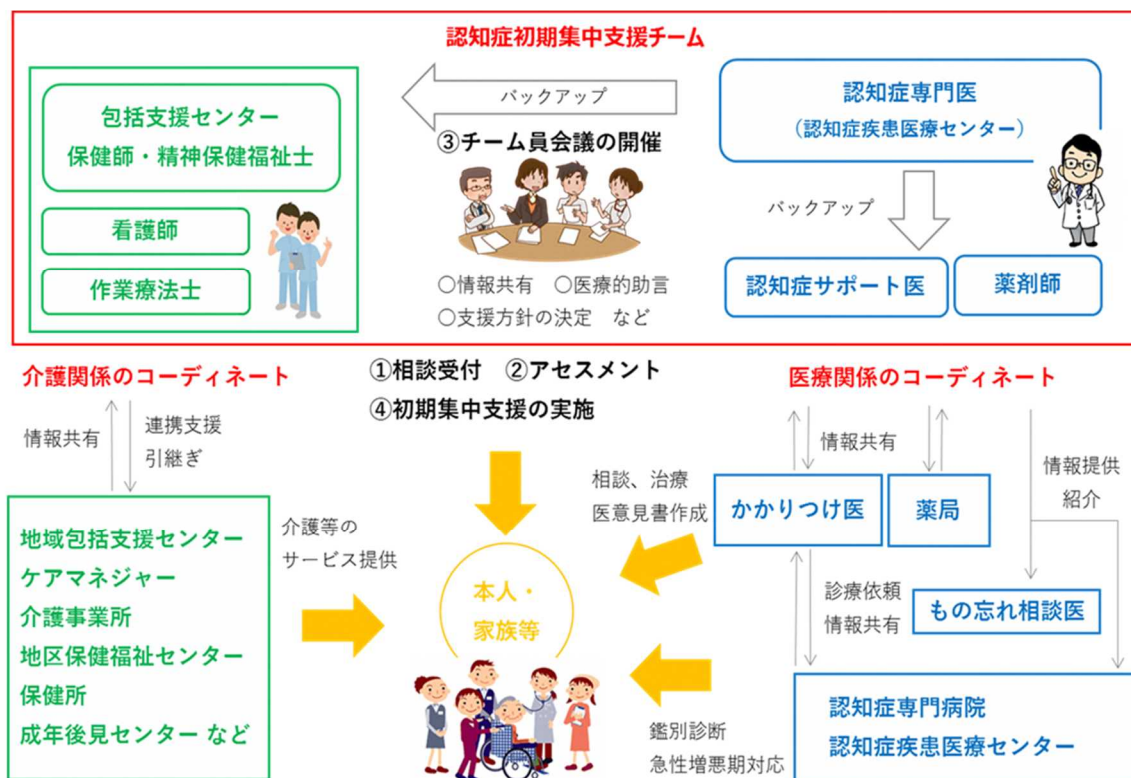 認知症初期集中支援チーム
包括支援センター
保健師・精神保健福祉士
看護師
作業療法士
バックアップ
③チーム員会議の開催
○情報共有　○医療的助言
○支援方針の決定　など
認知症専門医
（認知症疾患医療センター）
バックアップ
認知症サポート医
薬剤師
介護関係のコーディネート
①相談受付　②アセスメント
④初期集中支援の実施
医療関係のコーディネート
情報共有
連携支援
引継ぎ
情報共有
情報提供
紹介
相談、治療
医意見書作成
かかりつけ医
薬局
地域包括支援センター
ケアマネジャー
介護事業所
地区保健福祉センター
保健所
成年後見センター など
介護等の
サービス提供
本人・
家族等
診療依頼
情報共有
もの忘れ相談医
鑑別診断
急性増悪期対応
認知症専門病院
認知症疾患医療センター